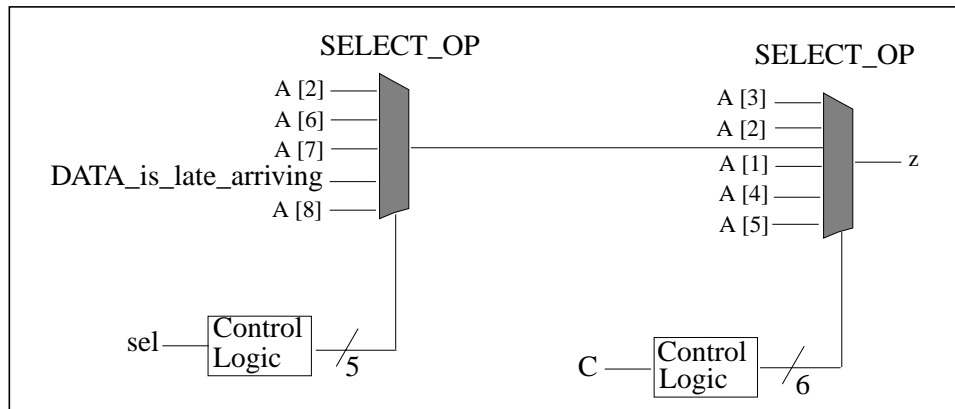 SELECT_OP
A [2]
A [6]
A [7]
DATA_is_late_arriving
A [8]
sel
Control
Logic
5
SELECT_OP
A [3]
A [2]
A [1]
A [4]
A [5]
z
C
Control
Logic
6